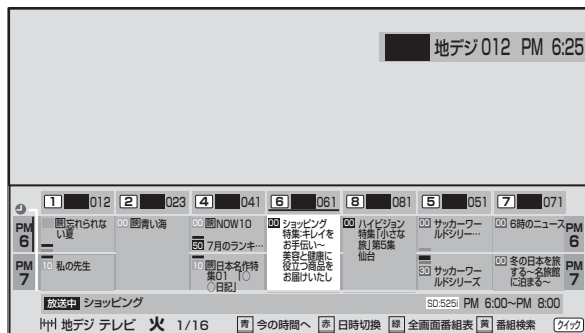 地デジ 012 PM 6:25
1 012 2 023 4 041 6 061 8 081 5 051 7 071
PM 6
00 忘れられな
い夏
00 青い海
00 NOW10
50 7月のランキ…
00 ショッピング
特集:キレイを
お手伝い~
美容と健康に
役立つ商品を
お届けいたし
00 ハイビジョン
特集「小さな
旅」第5集
仙台
00 サッカーワー
ルドシリー…
00 6時のニュース
PM 6
PM 7
10 私の先生
10 日本名作特
集01 「○
○日記」
30 サッカーワー
ルドシリーズ
00 冬の日本を旅
する~名旅館
に泊まる~
PM 7
放送中 ショッピング SD:525i PM 6:00~PM 8:00
地デジ テレビ 火 1/16 青 今の時間へ 赤 日時切換 緑 全画面番組表 黄 番組検索 クイック